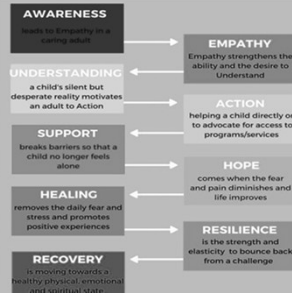 AWARENESS
leads to Empathy in a
caring adult
EMPATHY
Empathy strengthens the
ability and the desire to
Understand
UNDERSTANDING
a child's silent but
desperate reality motivates
an adult to Action
ACTION
helping a child directly or
to advocate for access to
programs/services
SUPPORT
breaks barriers so that a
child no longer feels
alone
HOPE
comes when the fear
and pain diminishes and
life improves
HEALING
removes the daily fear and
stress and promotes
positive experiences
RESILIENCE
is the strength and
elasticity to bounce back
from a challenge
RECOVERY
is moving towards a
healthy physical, emotional
and spiritual state